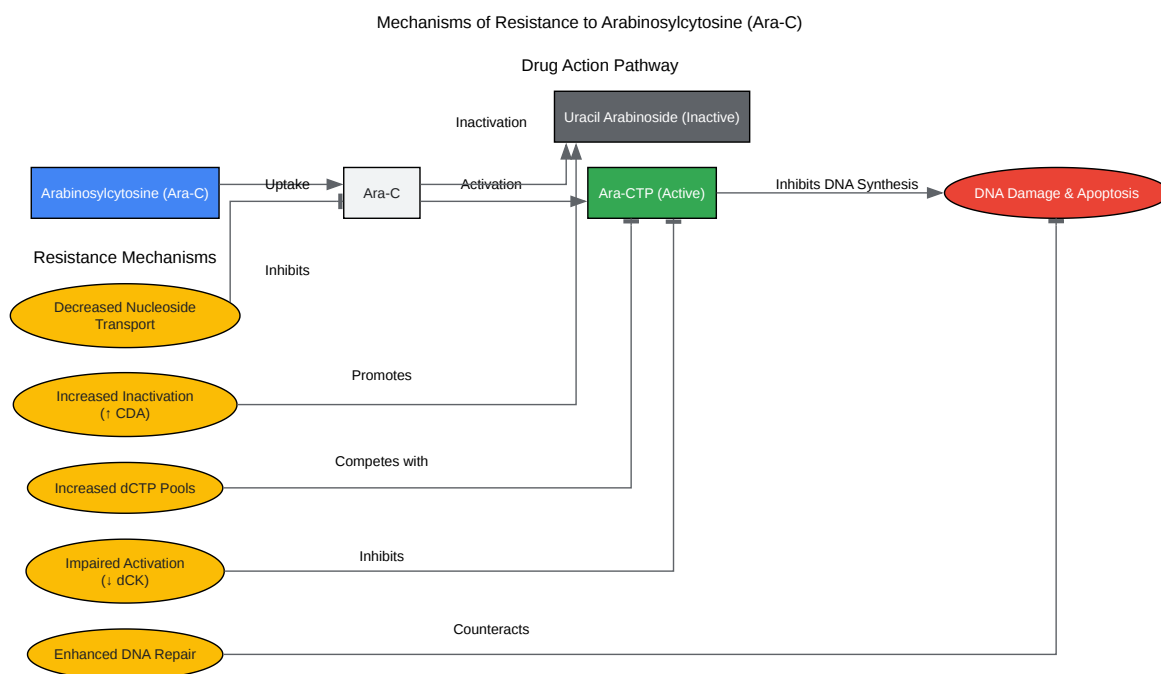 Mechanisms of Resistance to Arabinosylcytosine (Ara-C)
Drug Action Pathway
Inactivation
Uracil Arabinoside (Inactive)
Arabinosylcytosine (Ara-C)
Uptake
Ara-C
Activation
Ara-CTP (Active)
Inhibits DNA Synthesis
DNA Damage & Apoptosis
Resistance Mechanisms
Inhibits
Decreased Nucleoside
Transport
Promotes
Increased Inactivation
(↑ CDA)
Competes with
Increased dCTP Pools
Inhibits
Impaired Activation
(↓ dCK)
Counteracts
Enhanced DNA Repair